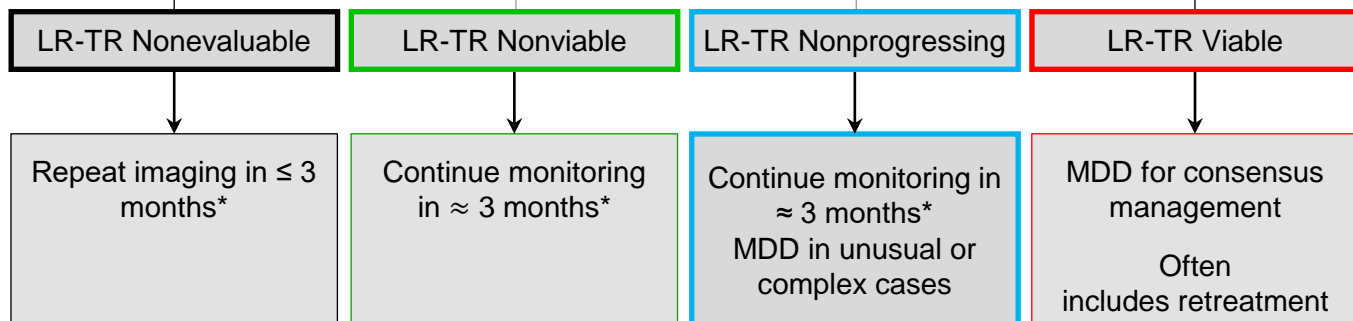 LR-TR Nonevaluable
LR-TR Nonviable
LR-TR Nonprogressing
LR-TR Viable
Repeat imaging in ≤ 3
months*
Continue monitoring
in ≈ 3 months*
Continue monitoring in
≈ 3 months*
MDD in unusual or
complex cases
MDD for consensus
management
Often
includes retreatment